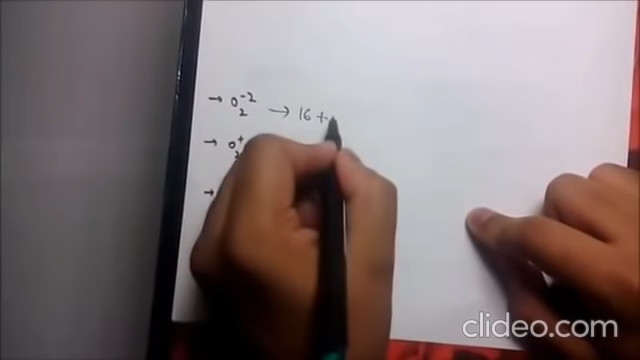 → O₂⁻² → 16 +
→ O₂⁺
→
clideo.com